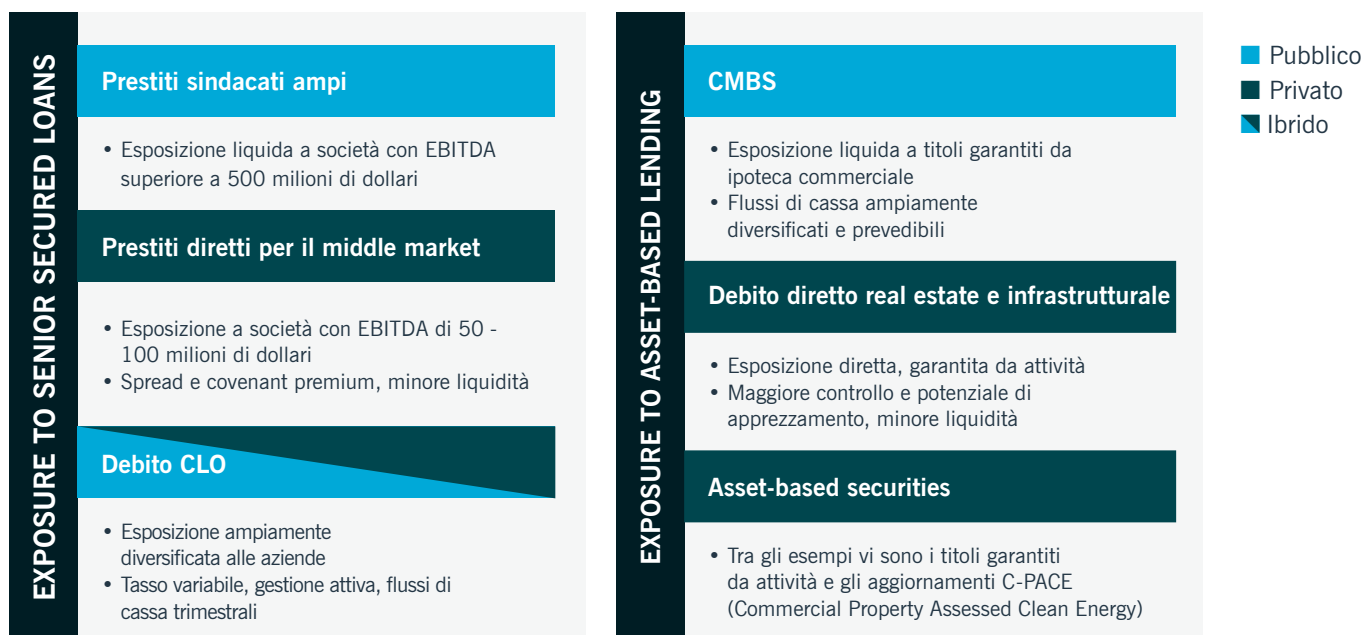 EXPOSURE TO SENIOR SECURED LOANS
Prestiti sindacati ampi
• Esposizione liquida a società con EBITDA
superiore a 500 milioni di dollari
Prestiti diretti per il middle market
• Esposizione a società con EBITDA di 50 -
100 milioni di dollari
• Spread e covenant premium, minore liquidità
Debito CLO
• Esposizione ampiamente
diversificata alle aziende
• Tasso variabile, gestione attiva, flussi di
cassa trimestrali
EXPOSURE TO ASSET-BASED LENDING
CMBS
• Esposizione liquida a titoli garantiti da
ipoteca commerciale
• Flussi di cassa ampiamente
diversificati e prevedibili
Debito diretto real estate e infrastrutturale
• Esposizione diretta, garantita da attività
• Maggiore controllo e potenziale di
apprezzamento, minore liquidità
Asset-based securities
• Tra gli esempi vi sono i titoli garantiti
da attività e gli aggiornamenti C-PACE
(Commercial Property Assessed Clean Energy)
Pubblico
Privato
Ibrido